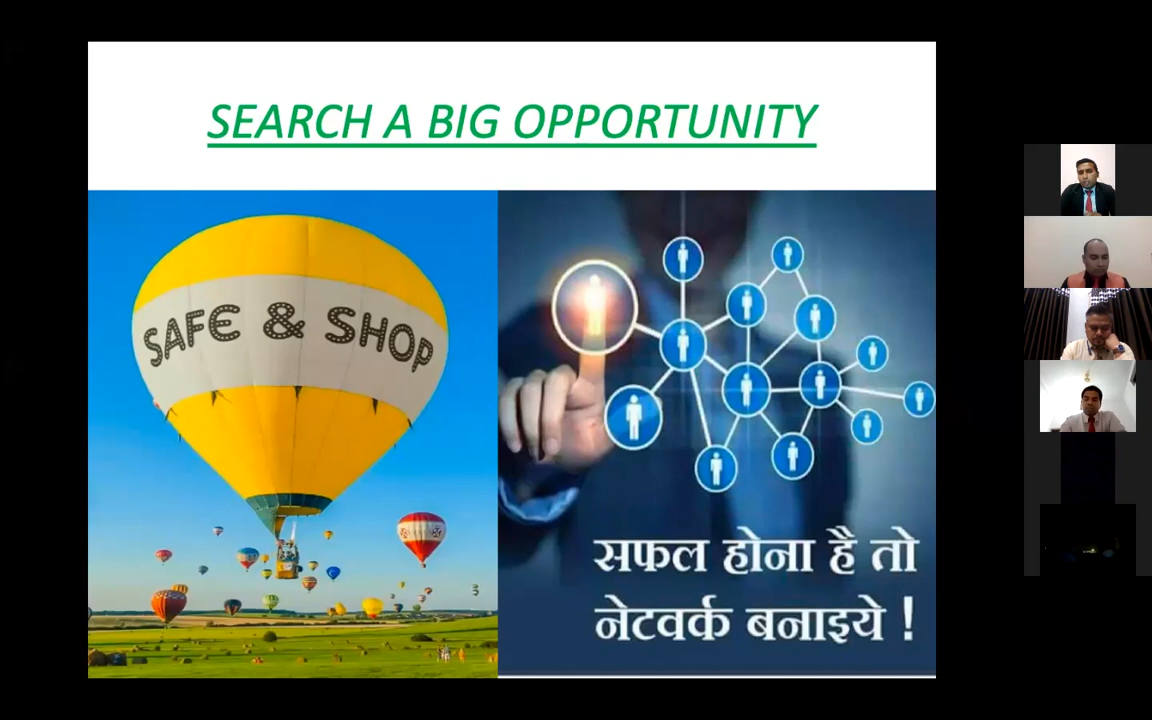 SEARCH A BIG OPPORTUNITY
SAFE & SHOP
सफल होना है तो
नेटवर्क बनाइये !